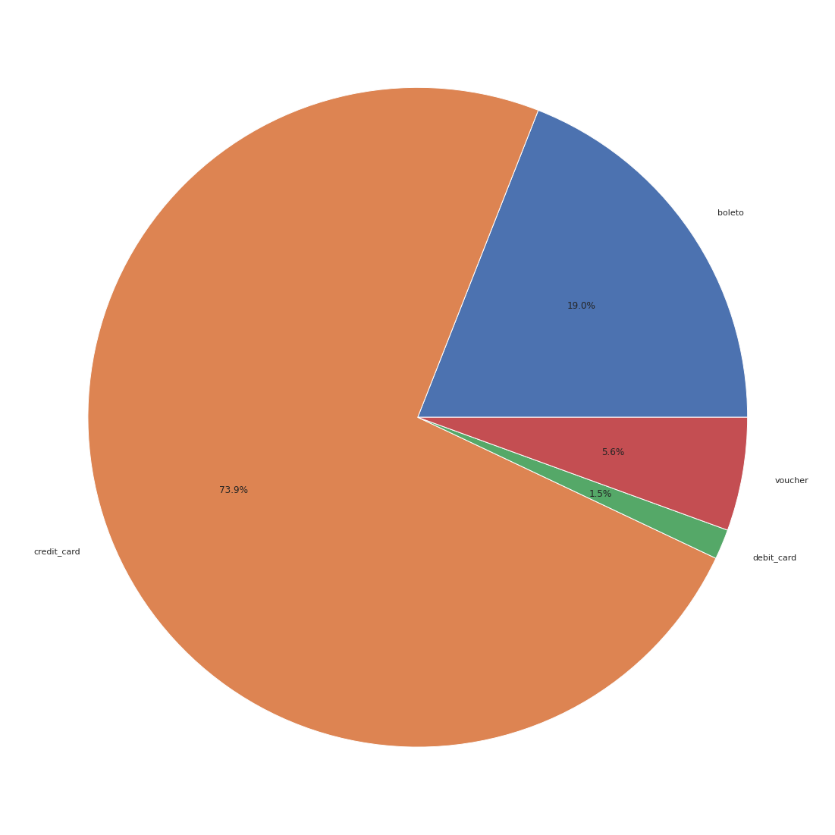 boleto
19.0%
5.6%
voucher
1.5%
73.9%
credit_card
debit_card